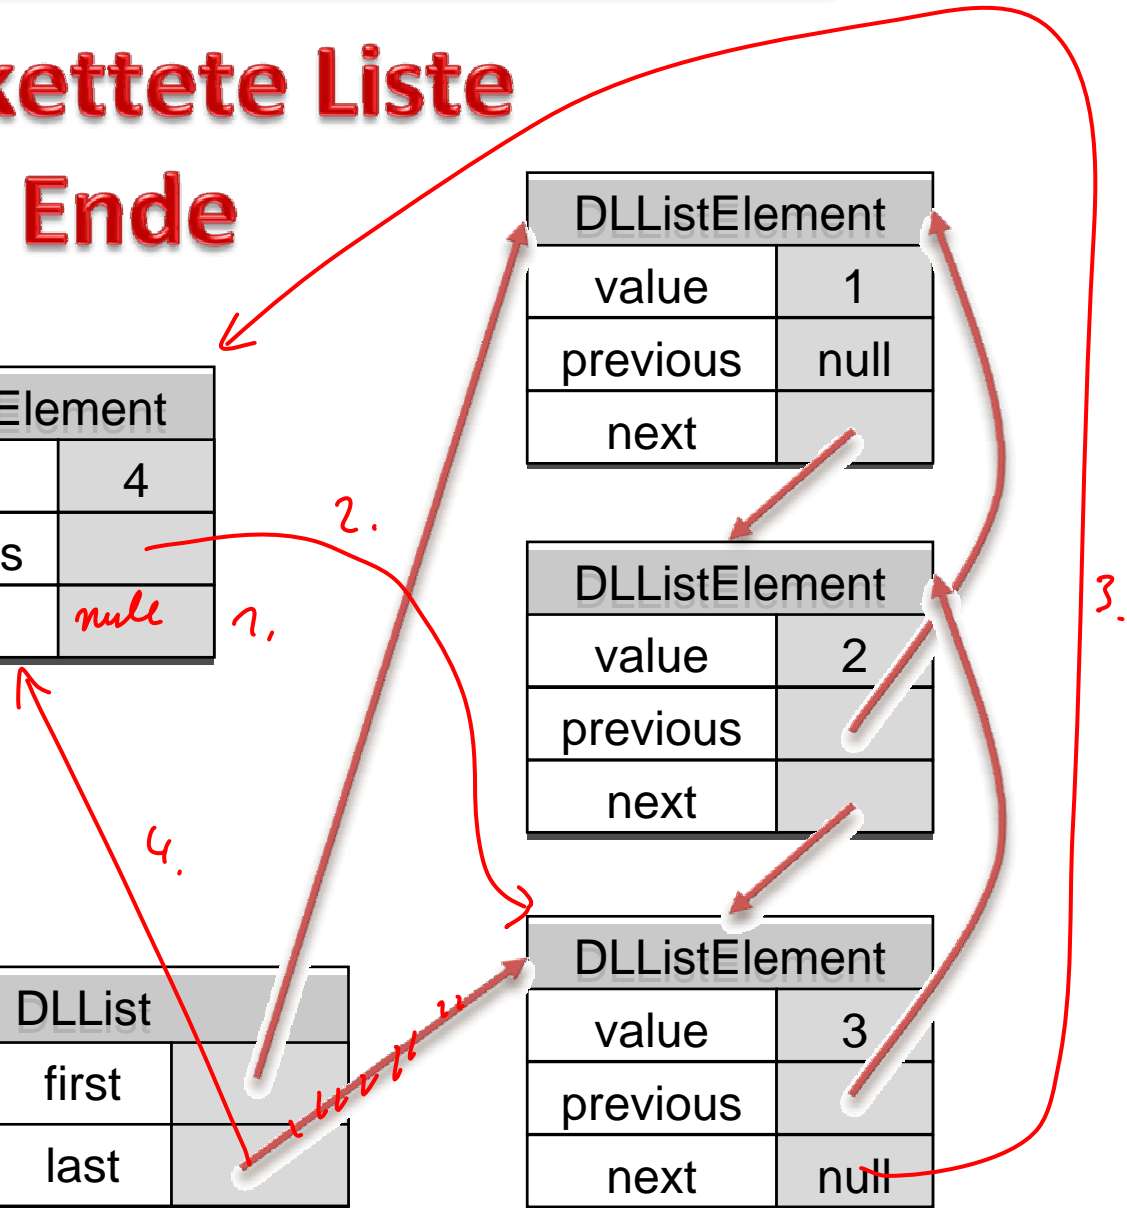 kettete Liste
Ende
DLListElement
value 1
previous null
next
Element
4
s
null 1.
2.
3.
4.
DLListElement
value 2
previous
next
DLList
first
last
DLListElement
value 3
previous
next null